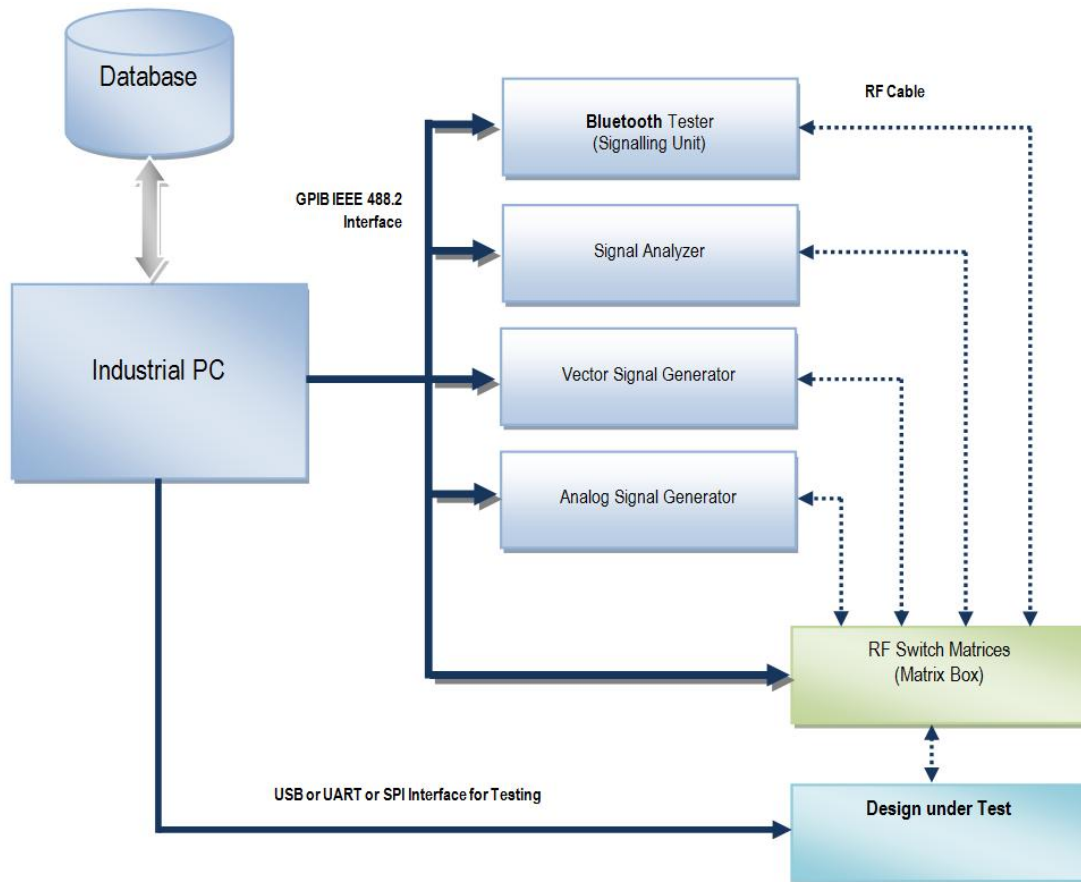 Database
RF Cable
Bluetooth Tester
(Signalling Unit)
GPIB IEEE 488.2
Interface
Signal Analyzer
Industrial PC
Vector Signal Generator
Analog Signal Generator
RF Switch Matrices
(Matrix Box)
USB or UART or SPI Interface for Testing
Design under Test